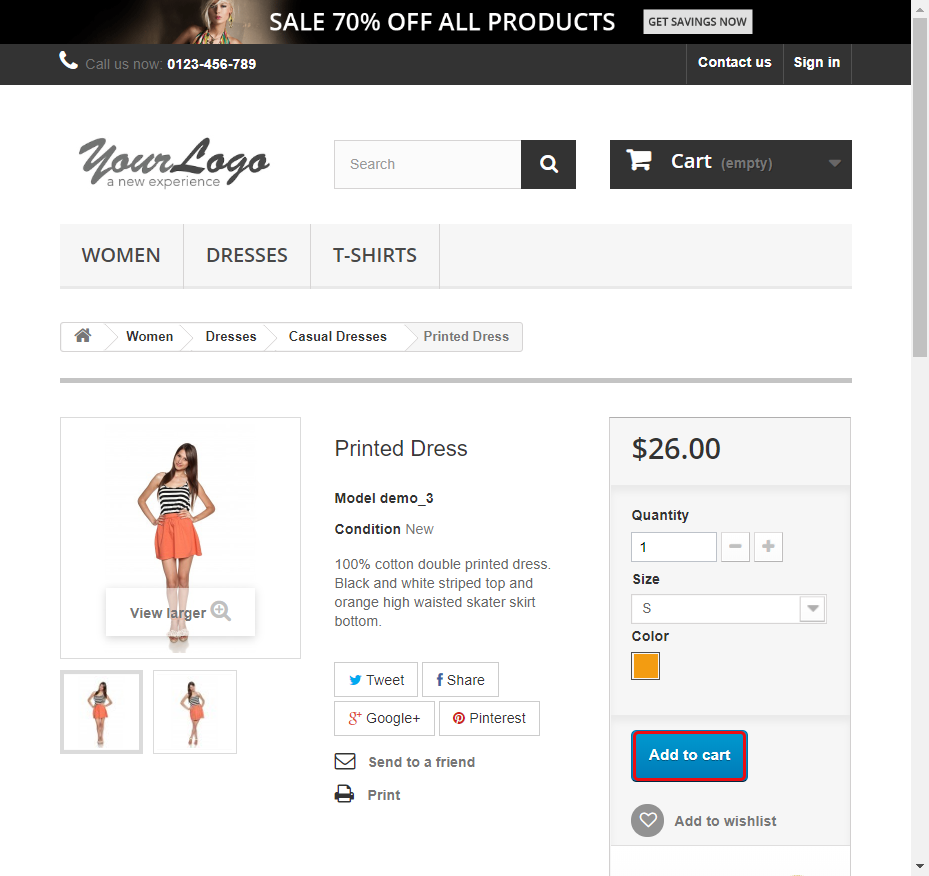 SALE 70% OFF ALL PRODUCTS GET SAVINGS NOW
Call us now: 0123-456-789 Contact us Sign in
YourLogo
a new experience
Search
Cart (empty)
WOMEN DRESSES T-SHIRTS
Women Dresses Casual Dresses Printed Dress
View larger
Printed Dress
Model demo_3
Condition New
100% cotton double printed dress.
Black and white striped top and
orange high waisted skater skirt
bottom.
Tweet Share
Google+ Pinterest
Send to a friend
Print
$26.00
Quantity
1
Size
S
Color
Add to cart
Add to wishlist